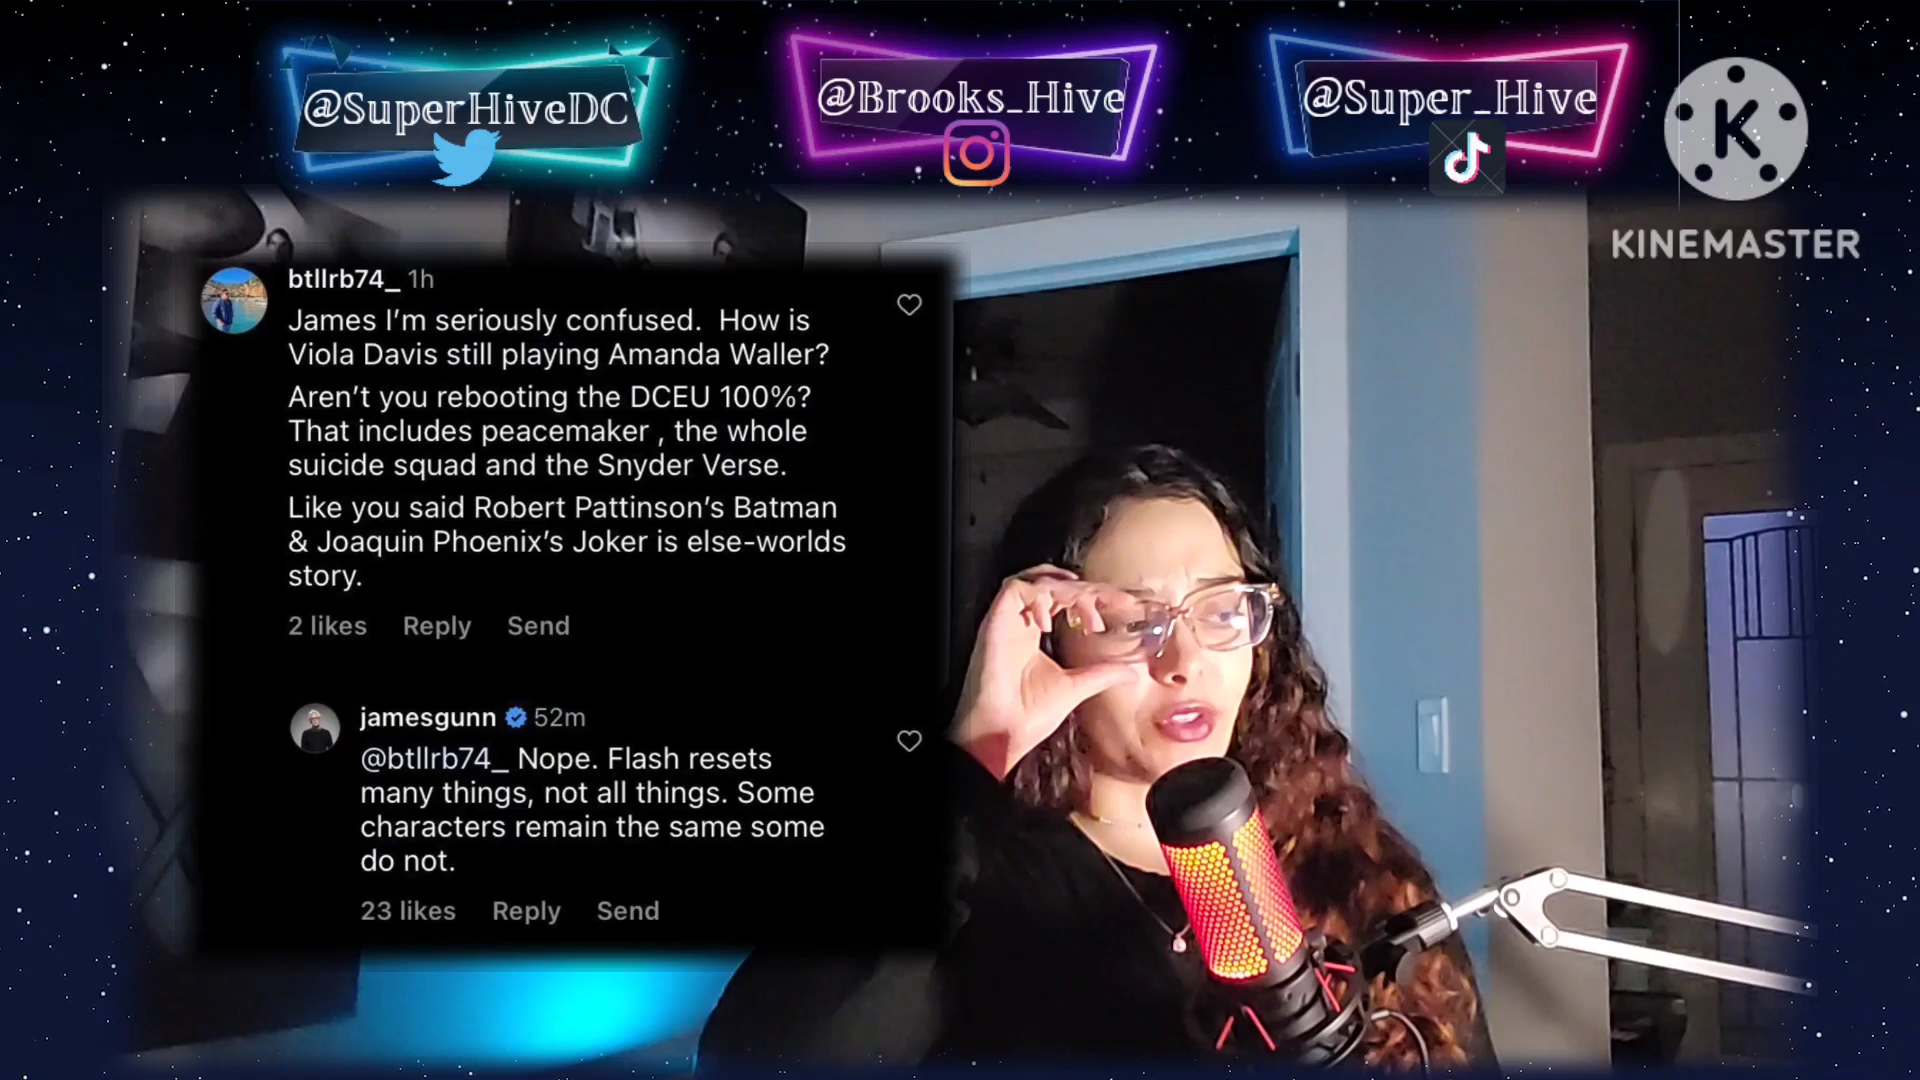 @SuperHiveDC
@Brooks_Hive
@Super_Hive
K
KINEMASTER
btllrb74_ 1h
James I’m seriously confused.  How is
Viola Davis still playing Amanda Waller?
Aren’t you rebooting the DCEU 100%?
That includes peacemaker , the whole
suicide squad and the Snyder Verse.
Like you said Robert Pattinson’s Batman
& Joaquin Phoenix’s Joker is else-worlds
story.
2 likes Reply Send
jamesgunn 52m
@btllrb74_ Nope. Flash resets
many things, not all things. Some
characters remain the same some
do not.
23 likes Reply Send